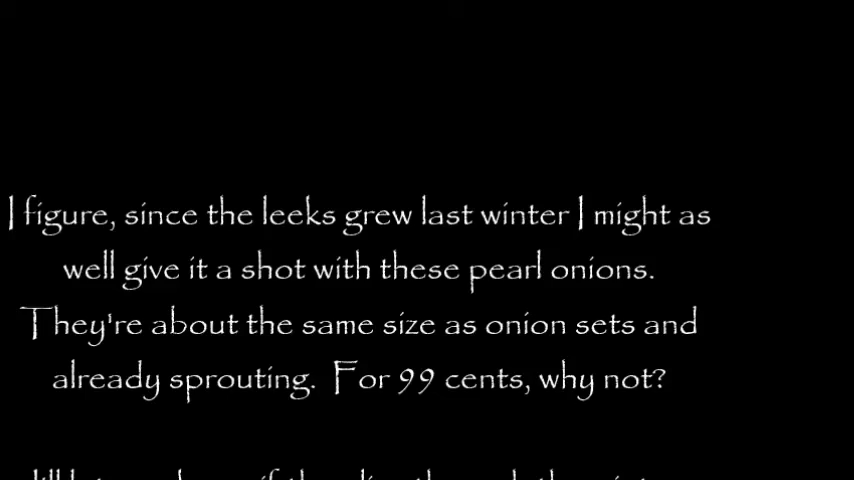 I figure, since the leeks grew last winter I might as
well give it a shot with these pearl onions.
They're about the same size as onion sets and
already sprouting. For 99 cents, why not?